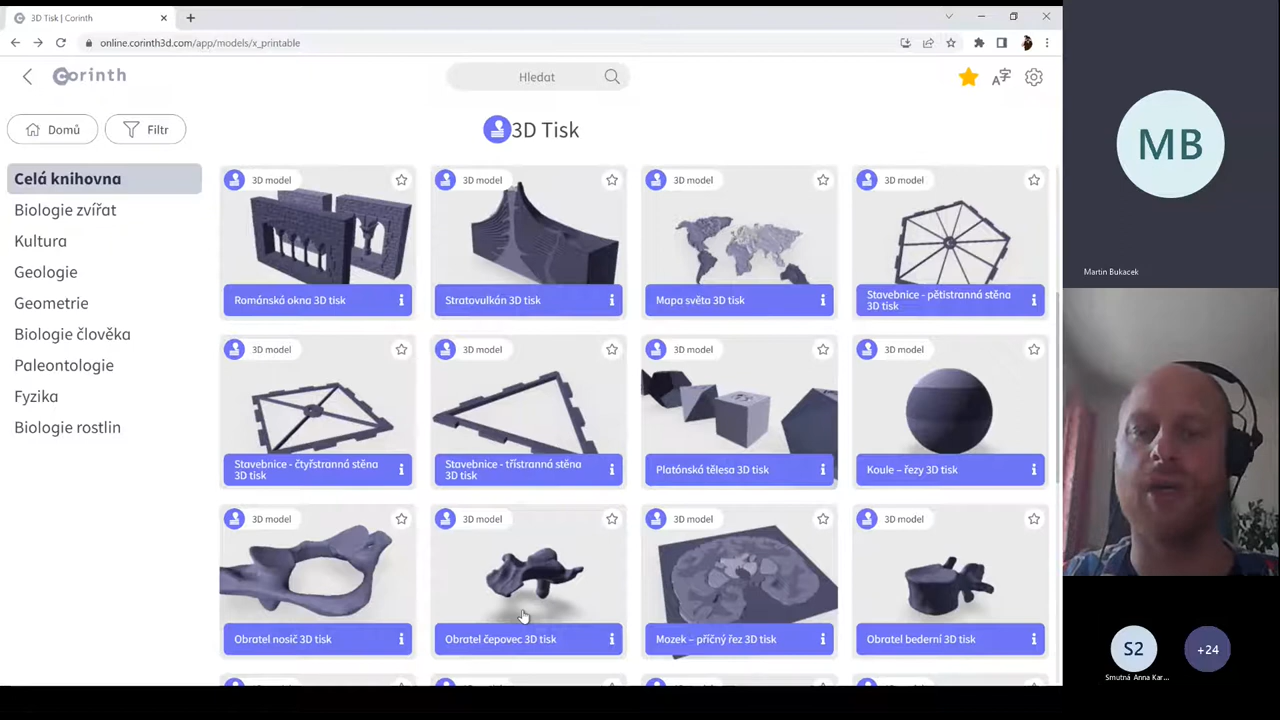 3D Tisk | Corinth
online.corinth3d.com/app/models/x_printable
corinth
Hledat
Domů
Filtr
3D Tisk
Celá knihovna
Biologie zvířat
Kultura
Geologie
Geometrie
Biologie člověka
Paleontologie
Fyzika
Biologie rostlin
3D model
3D model
3D model
3D model
Románská okna 3D tisk
Stratovulkán 3D tisk
Mapa světa 3D tisk
Stavebnice - pětistranná stěna
3D tisk
3D model
3D model
3D model
3D model
Stavebnice - čtyřstranná stěna
3D tisk
Stavebnice - třístranná stěna
3D tisk
Platónská tělesa 3D tisk
Koule – řezy 3D tisk
3D model
3D model
3D model
3D model
Obratel nosič 3D tisk
Obratel čepovec 3D tisk
Mozek – příčný řez 3D tisk
Obratel bederní 3D tisk
MB
Martin Bukacek
S2
Smutná Anna Kar...
+24